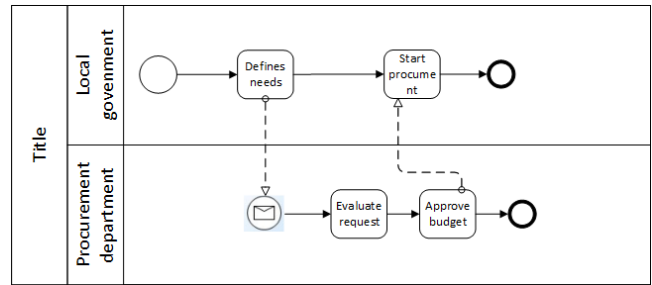 Title
Local
govenment
Defines
needs
Start
procume
nt
Procurement
department
Evaluate
request
Approve
budget